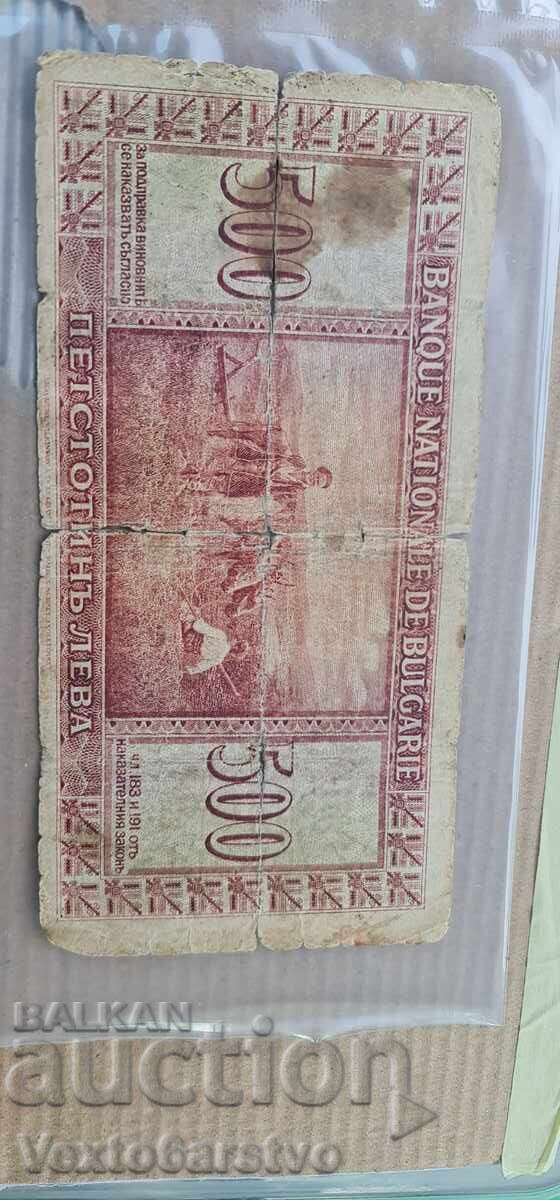 BANQUE NATIONALE DE BULGARIE
500
500
За подправка виновнитѣ
се наказватъ съгласно
чл. 183 и 191 отъ
наказателния законъ
ПЕТСТОТИНЪ ЛЕВА
BALKAN
auction
Vexto6arstvo